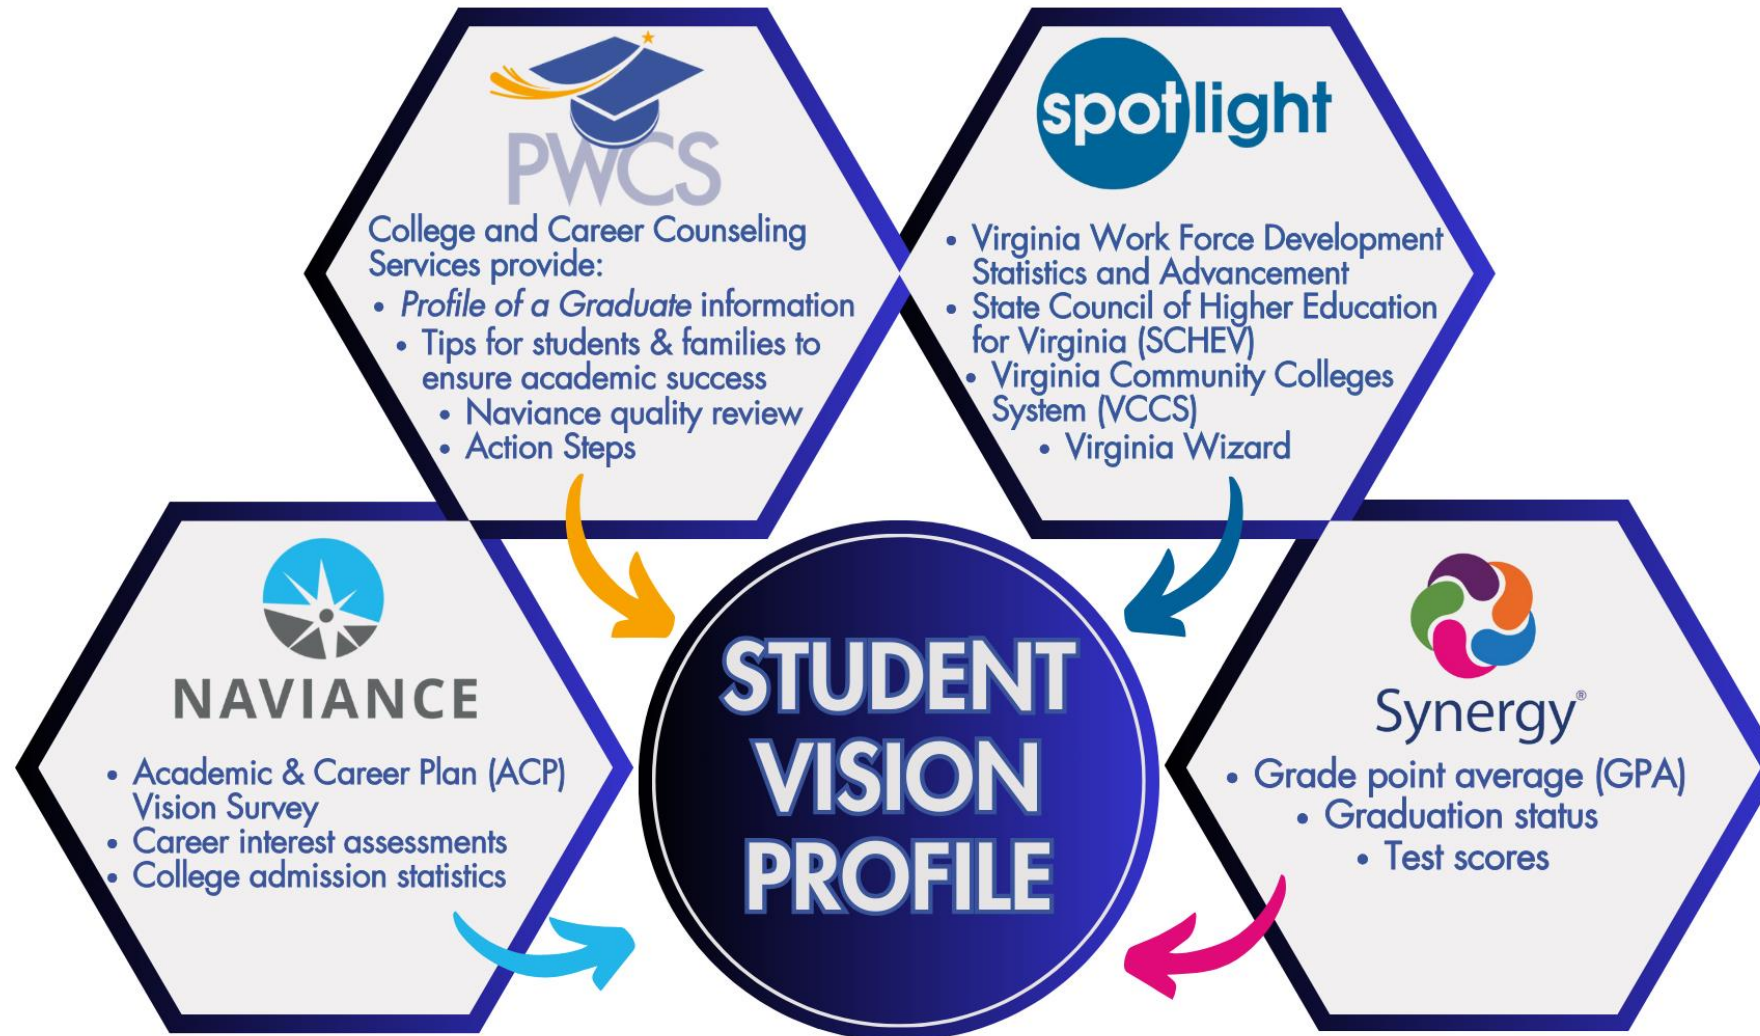 PWCS
College and Career Counseling
Services provide:
• Profile of a Graduate information
• Tips for students & families to
ensure academic success
• Naviance quality review
• Action Steps
spotlight
• Virginia Work Force Development
Statistics and Advancement
• State Council of Higher Education
for Virginia (SCHEV)
• Virginia Community Colleges
System (VCCS)
• Virginia Wizard
NAVIANCE
• Academic & Career Plan (ACP)
Vision Survey
• Career interest assessments
• College admission statistics
STUDENT
VISION
PROFILE
Synergy®
• Grade point average (GPA)
• Graduation status
• Test scores